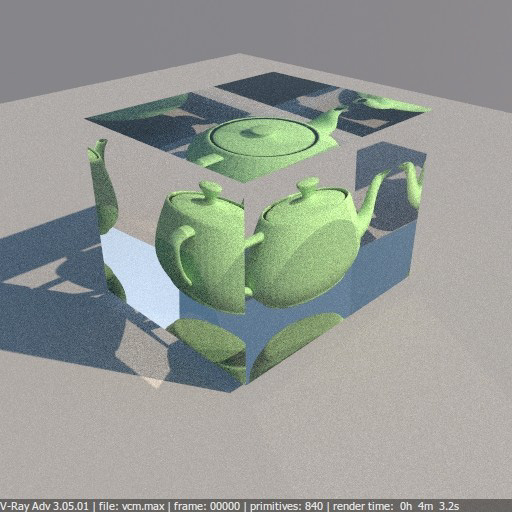 V-Ray Adv 3.05.01 | file: vcm.max | frame: 00000 | primitives: 840 | render time: 0h 4m 3.2s